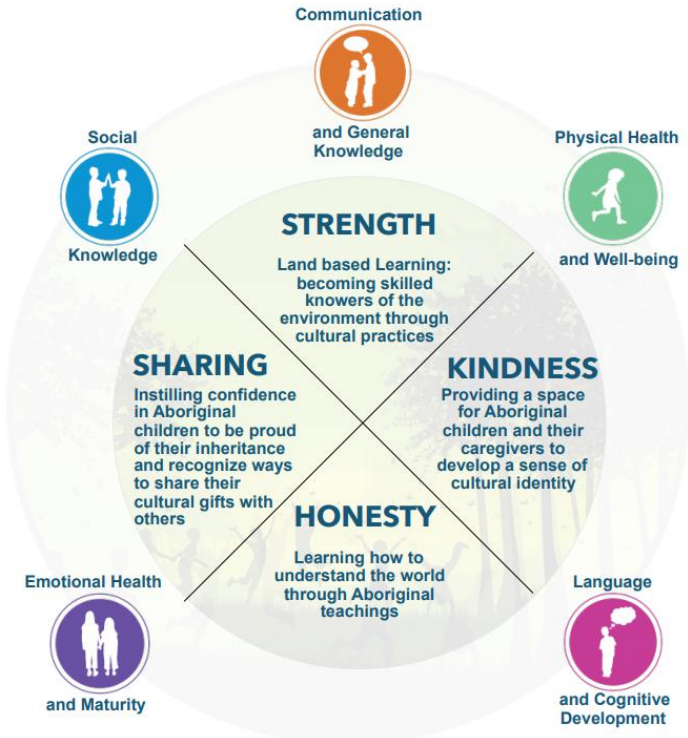 Communication
and General
Knowledge
Social
Knowledge
Physical Health
and Well-being
STRENGTH
Land based Learning:
becoming skilled
knowers of the
environment through
cultural practices
SHARING
Instilling confidence
in Aboriginal
children to be proud
of their inheritance
and recognize ways
to share their
cultural gifts with
others
KINDNESS
Providing a space
for Aboriginal
children and their
caregivers to
develop a sense of
cultural identity
HONESTY
Learning how to
understand the world
through Aboriginal
teachings
Emotional Health
and Maturity
Language
and Cognitive
Development